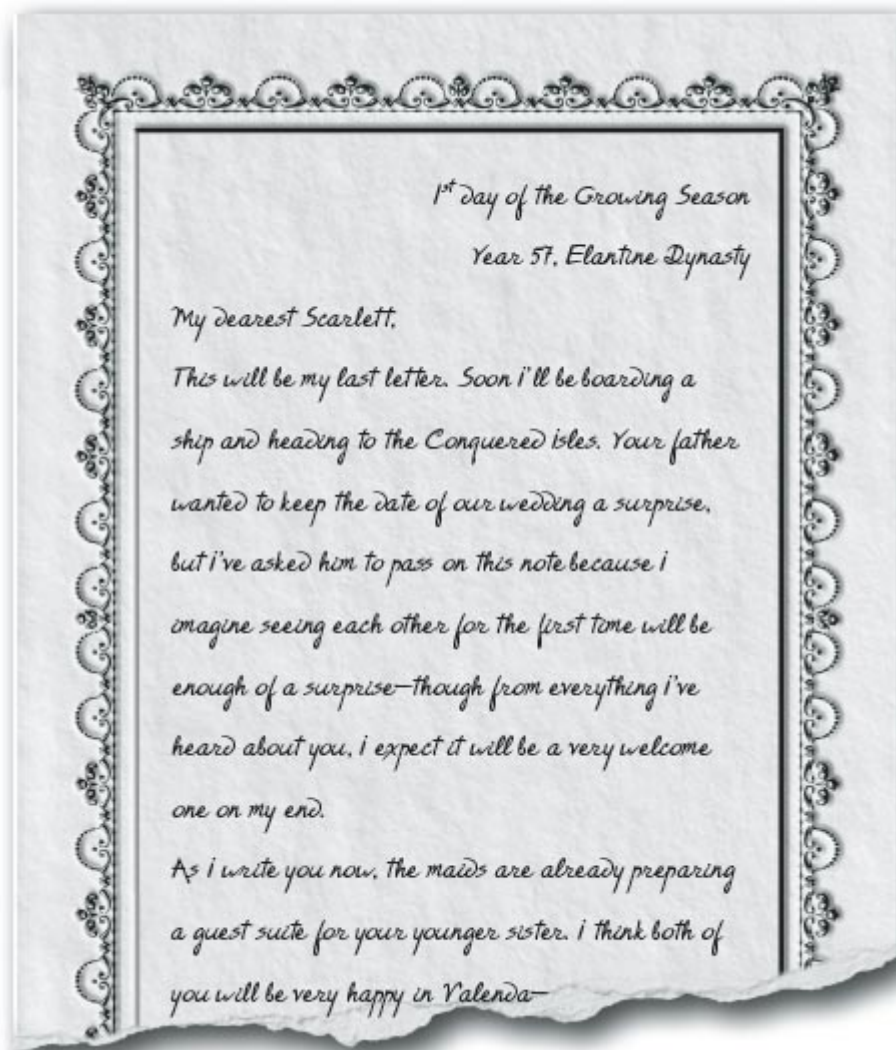 1st day of the Growing Season
Year 57, Elantine Dynasty
My dearest Scarlett,
This will be my last letter. Soon i'll be boarding a
ship and heading to the Conquered isles. Your father
wanted to keep the date of our wedding a surprise,
but i've asked him to pass on this note because i
imagine seeing each other for the first time will be
enough of a surprise—though from everything i've
heard about you, i expect it will be a very welcome
one on my end.
As i write you now, the maids are already preparing
a guest suite for your younger sister. i think both of
you will be very happy in Valenda—